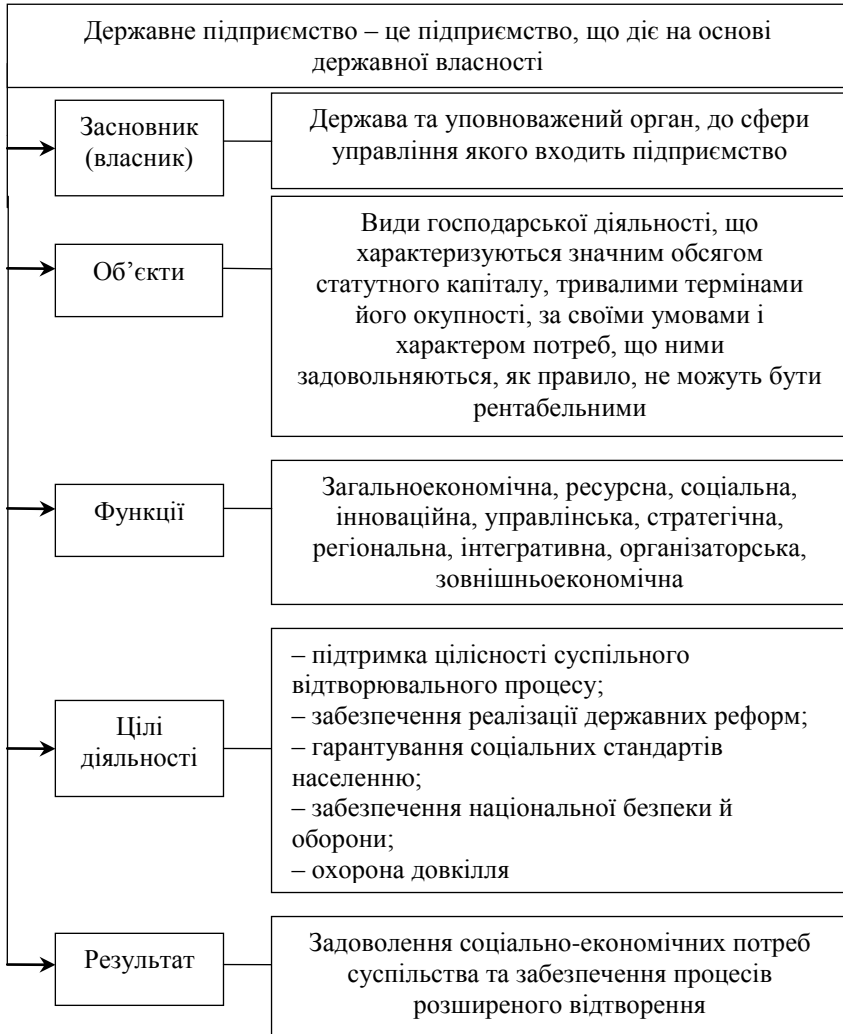 Державне підприємство – це підприємство, що діє на основі
державної власності
Засновник
(власник)
Держава та уповноважений орган, до сфери
управління якого входить підприємство
Об’єкти
Види господарської діяльності, що
характеризуються значним обсягом
статутного капіталу, тривалими термінами
його окупності, за своїми умовами і
характером потреб, що ними
задовольняються, як правило, не можуть бути
рентабельними
Функції
Загальноекономічна, ресурсна, соціальна,
інноваційна, управлінська, стратегічна,
регіональна, інтегративна, організаторська,
зовнішньоекономічна
Цілі
діяльності
– підтримка цілісності суспільного
відтворювального процесу;
– забезпечення реалізації державних реформ;
– гарантування соціальних стандартів
населенню;
– забезпечення національної безпеки й
оборони;
– охорона довкілля
Результат
Задоволення соціально-економічних потреб
суспільства та забезпечення процесів
розширеного відтворення